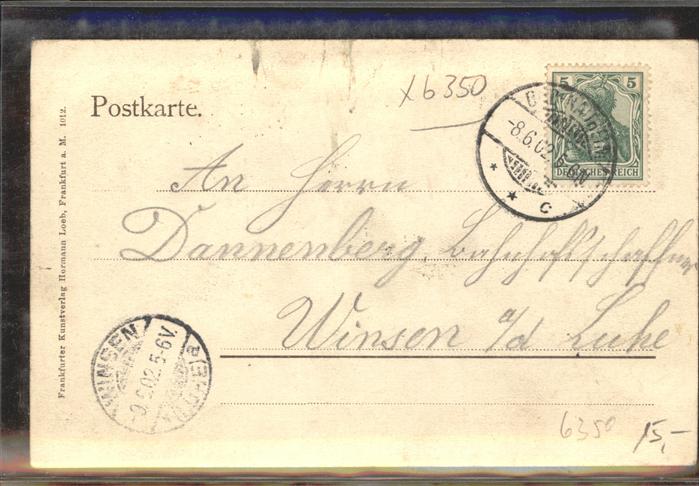 x6350
Postkarte.
5 5
DEUTSCHES REICH
-8.6.02.
C
An Herrn
Dannenberg, Bahnhofschaffner
Winsen a/d Luhe
WINSEN
9.6.02.5-6V.
Frankfurter Kunstverlag Hermann Loeb, Frankfurt a. M. 1012.
6350
15,-